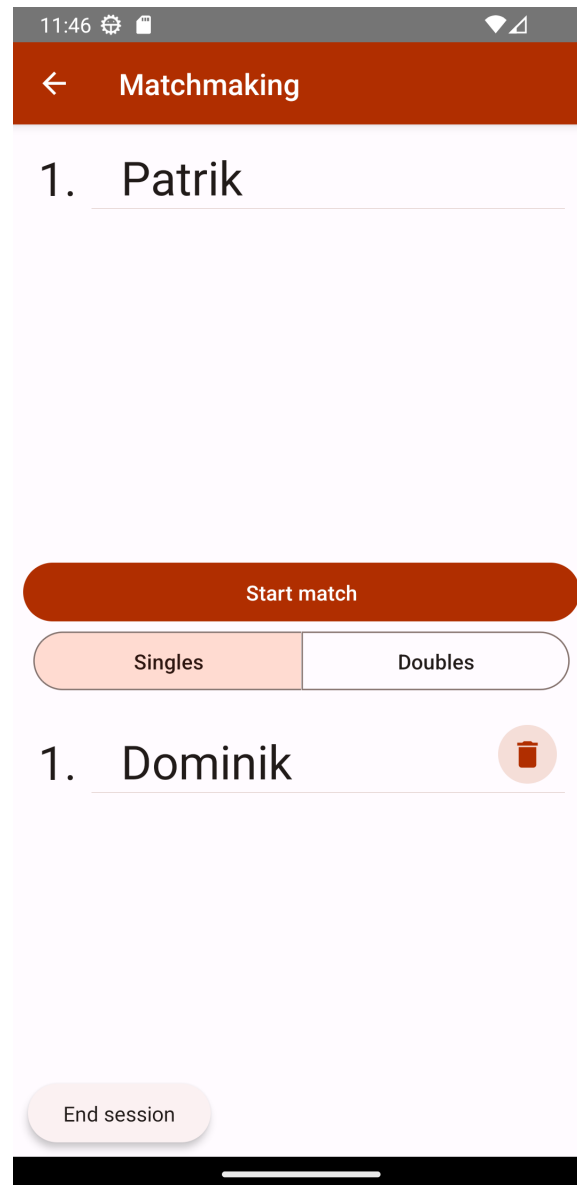 11:46
Matchmaking
1. Patrik
Start match
Singles Doubles
1. Dominik
End session